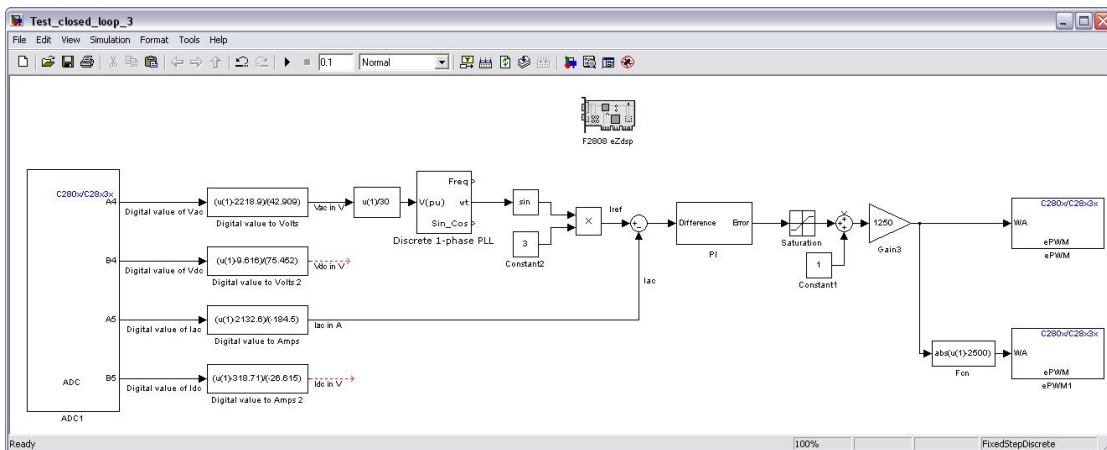 Test_closed_loop_3
File Edit View Simulation Format Tools Help
0.1 Normal
F2808 eZdsp
C280x/C28x3x
A4
B4
A5
B5
ADC
ADC1
Digital value of Vac
(u(1)-2218.9)/(42.909)
Digital value to Volts
Vac in V
u(1)/30
Freq
V(pu) wt
Sin_Cos
Discrete 1-phase PLL
sin
3
Constant2
×
Iref
Iac
Difference Error
PI
Saturation
1
Constant1
1250
Gain3
C280x/C28x3x
WA
ePWM
ePWM
Digital value of Vdc
(u(1)-9.616)/(75.452)
Digital value to Volts 2
Vdc in V
Digital value of Iac
(u(1)-2132.6)/(-184.5)
Digital value to Amps
Iac in A
Digital value of Idc
(u(1)-318.71)/(-26.615)
Digital value to Amps 2
Idc in V
abs(u(1)-2500)
Fcn
C280x/C28x3x
WA
ePWM
ePWM1
Ready 100% FixedStepDiscrete